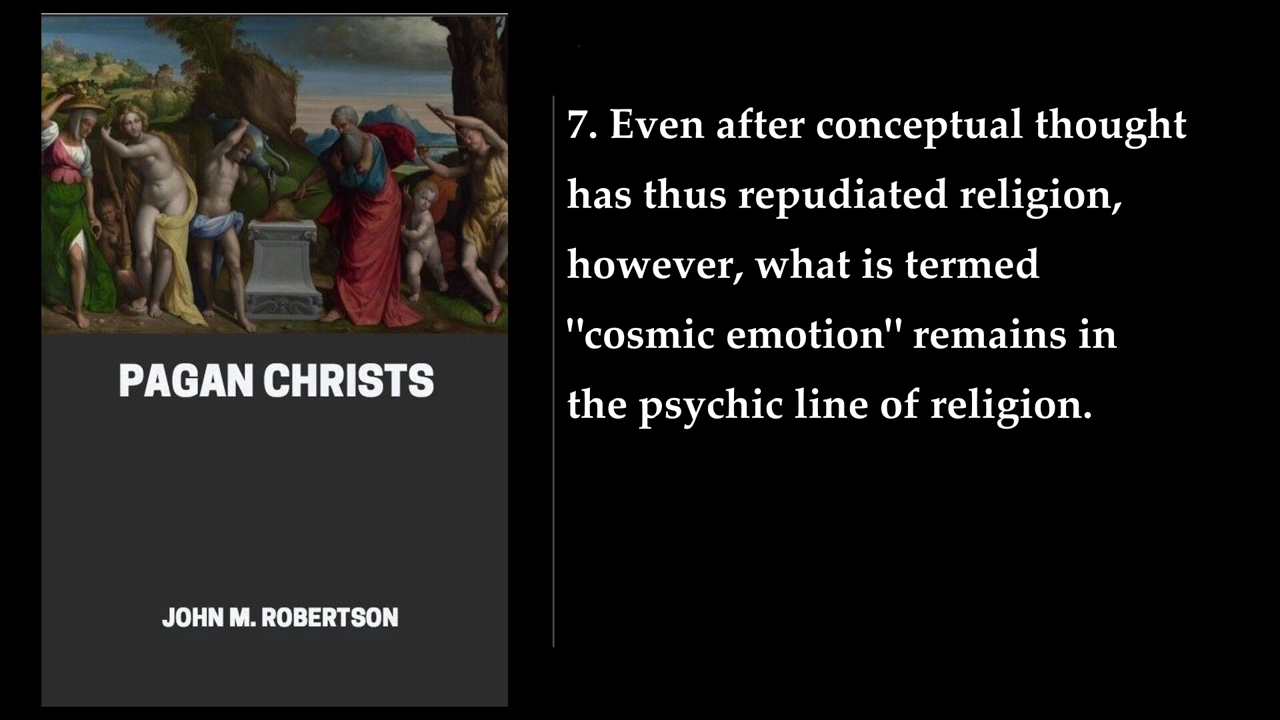 PAGAN CHRISTS
JOHN M. ROBERTSON
7. Even after conceptual thought
has thus repudiated religion,
however, what is termed
"cosmic emotion" remains in
the psychic line of religion.